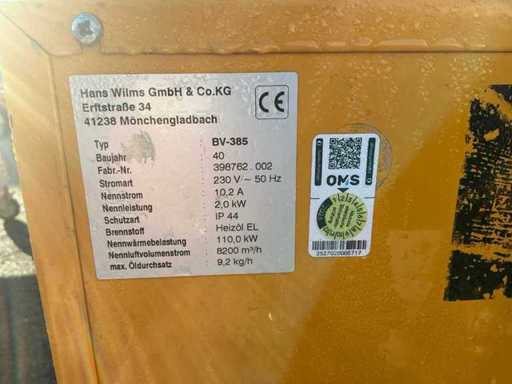 Hans Wilms GmbH & Co.KG
Erftstraße 34
41238 Mönchengladbach
Typ BV-385
Baujahr 40
Fabr.-Nr. 398762.002
Stromart 230 V ~ 50 Hz
Nennstrom 10,2 A
Nennleistung 2,0 kW
Schutzart IP 44
Brennstoff Heizöl EL
Nennwärmebelastung 110,0 kW
Nennluftvolumenstrom 8200 m³/h
max. Öldurchsatz 9,2 kg/h
CE
OMS